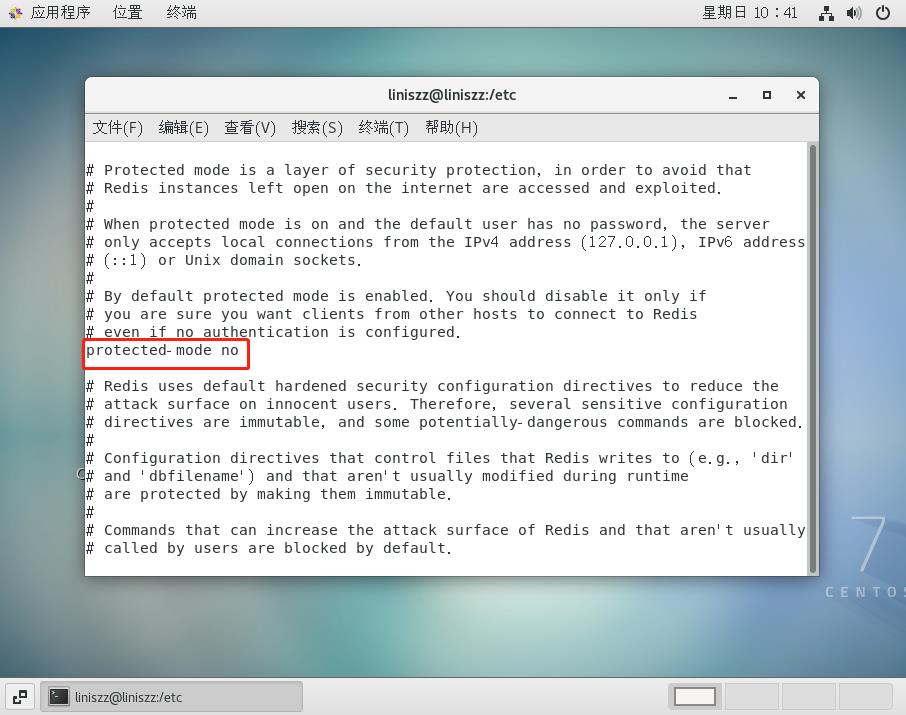 应用程序 位置 终端 星期日 10：41
liniszz@liniszz:/etc
文件(F) 编辑(E) 查看(V) 搜索(S) 终端(T) 帮助(H)
# Protected mode is a layer of security protection, in order to avoid that
# Redis instances left open on the internet are accessed and exploited.
#
# When protected mode is on and the default user has no password, the server
# only accepts local connections from the IPv4 address (127.0.0.1), IPv6 address
# (::1) or Unix domain sockets.
#
# By default protected mode is enabled. You should disable it only if
# you are sure you want clients from other hosts to connect to Redis
# even if no authentication is configured.
protected-mode no
# Redis uses default hardened security configuration directives to reduce the
# attack surface on innocent users. Therefore, several sensitive configuration
# directives are immutable, and some potentially-dangerous commands are blocked.
#
# Configuration directives that control files that Redis writes to (e.g., 'dir'
# and 'dbfilename') and that aren't usually modified during runtime
# are protected by making them immutable.
#
# Commands that can increase the attack surface of Redis and that aren't usually
# called by users are blocked by default.
7
CENTOS
liniszz@liniszz:/etc